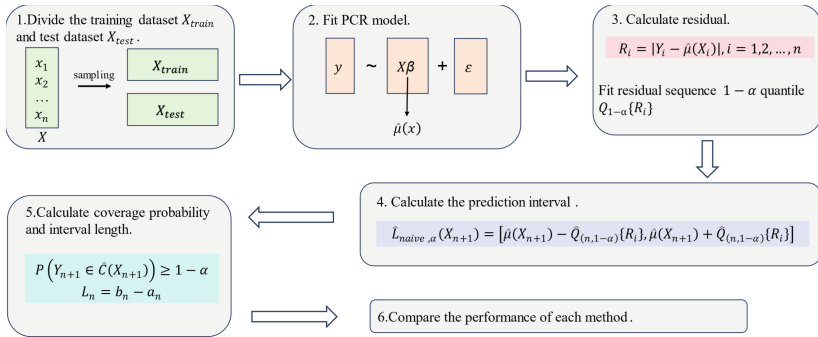 1.Divide the training dataset X_train
and test dataset X_test .
x_1
x_2
…
x_n
X
sampling
X_train
X_test
2. Fit PCR model.
y ~ Xβ + ε
μ̂(x)
3. Calculate residual.
R_i = |Y_i − μ̂(X_i)|, i = 1,2, …, n
Fit residual sequence 1 − α quantile
Q_{1−α}{R_i}
4. Calculate the prediction interval .
L̂_{naive ,α}(X_{n+1}) = [μ̂(X_{n+1}) − Q̂_{(n,1−α)}{R_i}, μ̂(X_{n+1}) + Q̂_{(n,1−α)}{R_i}]
5.Calculate coverage probability
and interval length.
P(Y_{n+1} ∈ Ĉ(X_{n+1})) ≥ 1 − α
L_n = b_n − a_n
6.Compare the performance of each method .